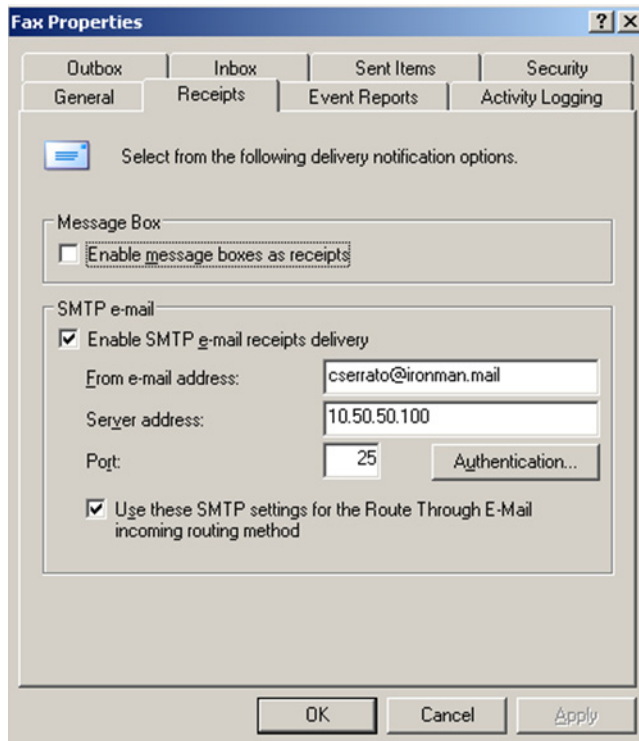 Fax Properties
? X
Outbox Inbox Sent Items Security
General Receipts Event Reports Activity Logging
Select from the following delivery notification options.
Message Box
Enable message boxes as receipts
SMTP e-mail
Enable SMTP e-mail receipts delivery
From e-mail address: cserrato@ironman.mail
Server address: 10.50.50.100
Port: 25 Authentication...
Use these SMTP settings for the Route Through E-Mail
incoming routing method
OK Cancel Apply